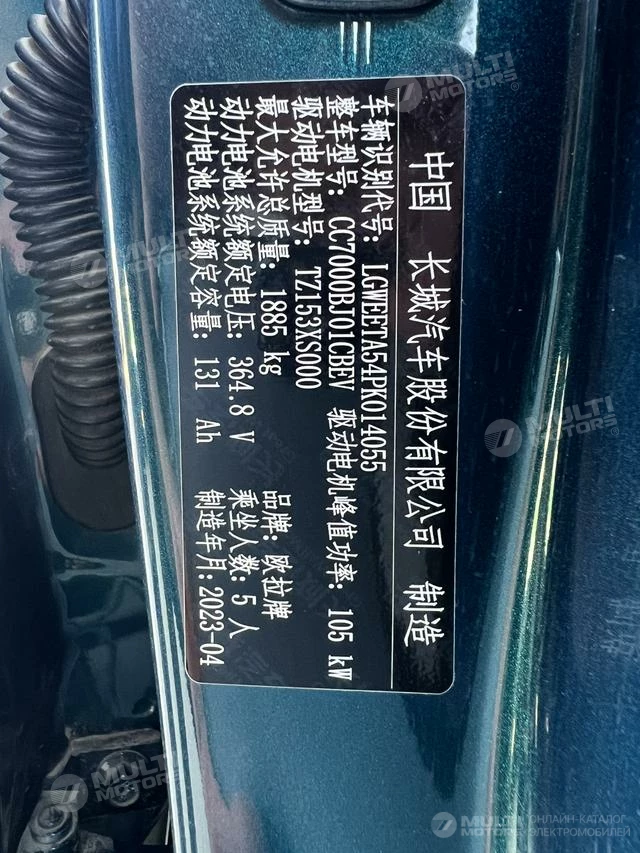 中国 长城汽车股份有限公司 制造
车辆识别代号: LGWEETA54PK014055
整车型号: CC7000BJ01CBEV 驱动电机峰值功率: 105 kW
驱动电机型号: TZ153XS000
最大允许总质量: 1885 kg 品牌: 欧拉牌
动力电池系统额定电压: 364.8 V 乘坐人数: 5 人
动力电池系统额定容量: 131 Ah 制造年月: 2023-04
MULTI MOTORS®
MULTI MOTORS®
MULTI MOTORS®
MULTI MOTORS®
MULTI MOTORS ОНЛАЙН-КАТАЛОГ ЭЛЕКТРОМОБИЛЕЙ